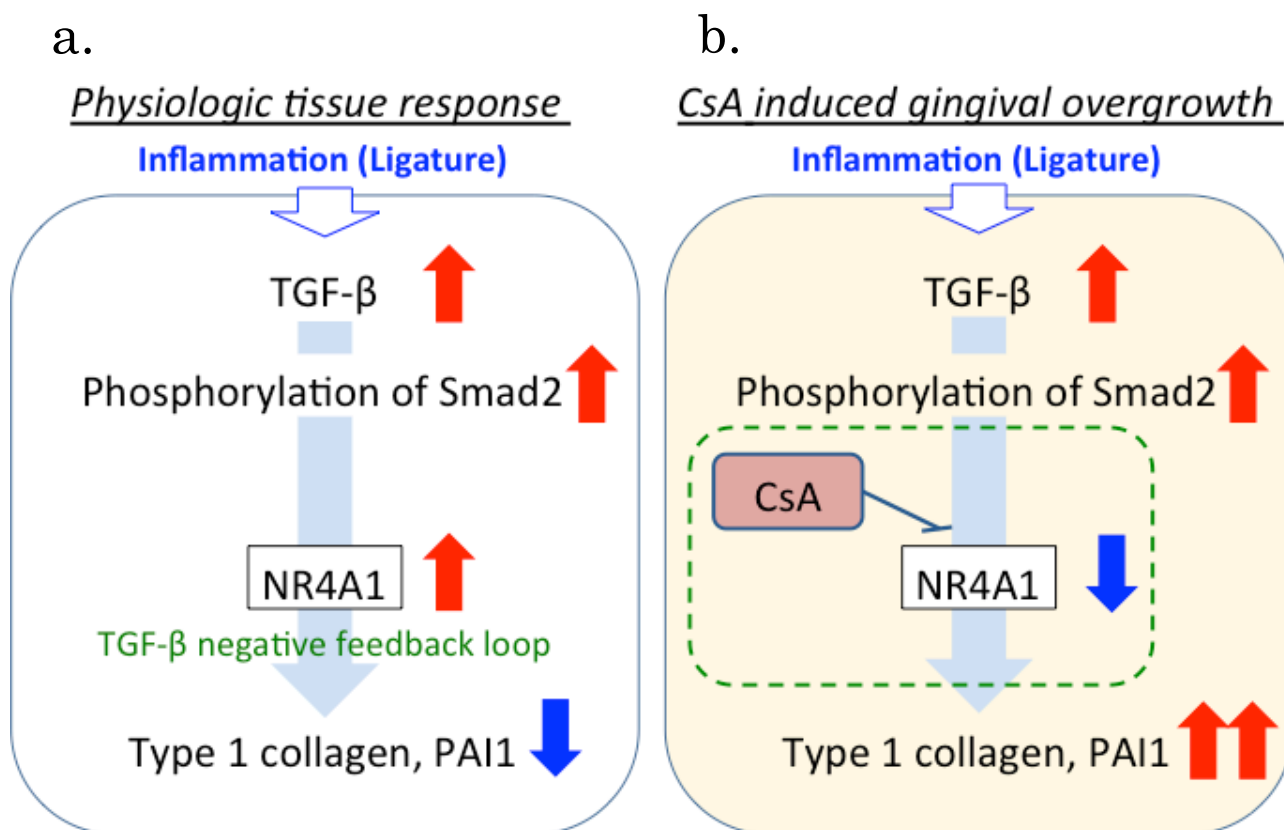 a.
Physiologic tissue response
Inflammation (Ligature)
TGF-β
Phosphorylation of Smad2
NR4A1
TGF-β negative feedback loop
Type 1 collagen, PAI1
b.
CsA induced gingival overgrowth
Inflammation (Ligature)
TGF-β
Phosphorylation of Smad2
CsA
NR4A1
Type 1 collagen, PAI1